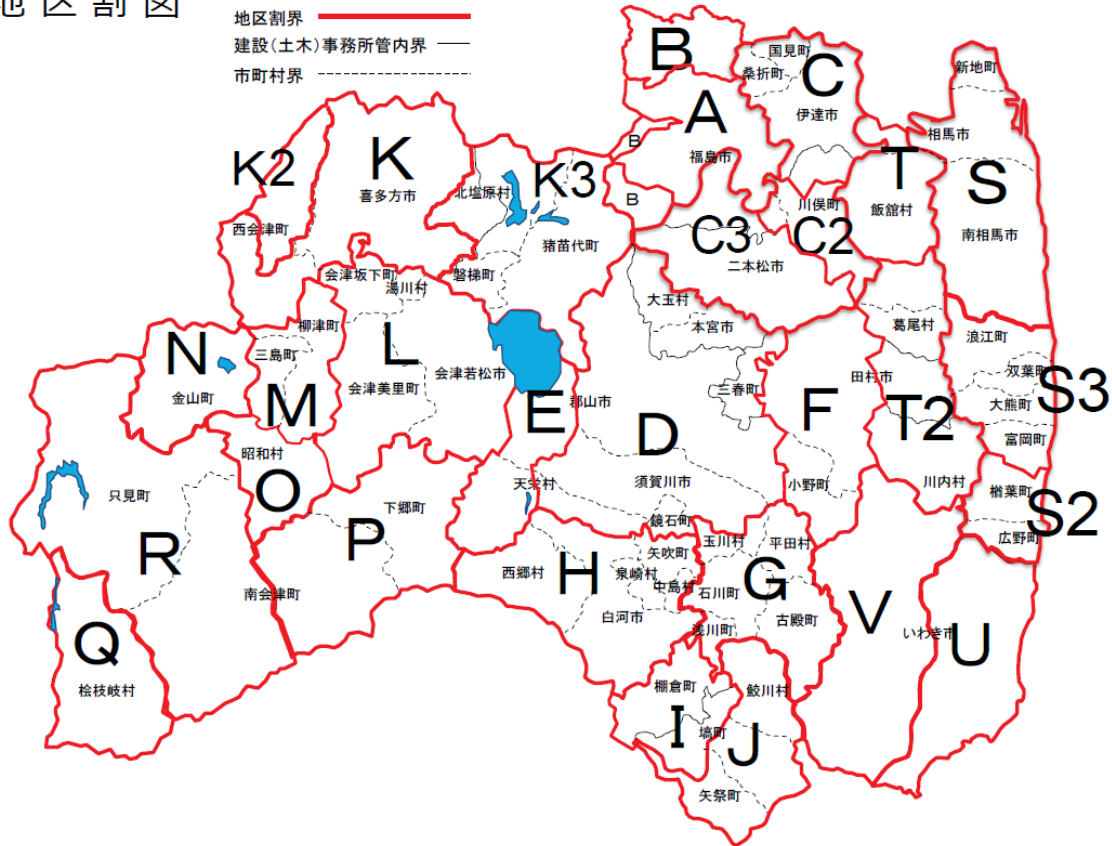 地区割図
地区割界
建設(土木)事務所管内界
市町村界
B
国見町
桑折町
C
伊達市
新地町
A
B
福島市
相馬市
K2
K
喜多方市
北塩原村
K3
T
飯舘村
S
南相馬市
B
川俣町
C2
C3
二本松市
西会津町
猪苗代町
磐梯町
会津坂下町
湯川村
大玉村
本宮市
葛尾村
浪江町
柳津町
三島町
N
金山町
L
会津若松市
会津美里町
M
E
郡山市
三春町
田村市
F
双葉町
S3
大熊町
T2
富岡町
D
昭和村
O
只見町
下郷町
天栄村
須賀川市
小野町
川内村
楢葉町
S2
広野町
鏡石町
R
P
南会津町
西郷村
H
矢吹町
泉崎村
中島村
白河市
玉川村
平田村
G
石川町
古殿町
浅川町
V
いわき市
U
Q
桧枝岐村
棚倉町
鮫川村
I
塙町
J
矢祭町